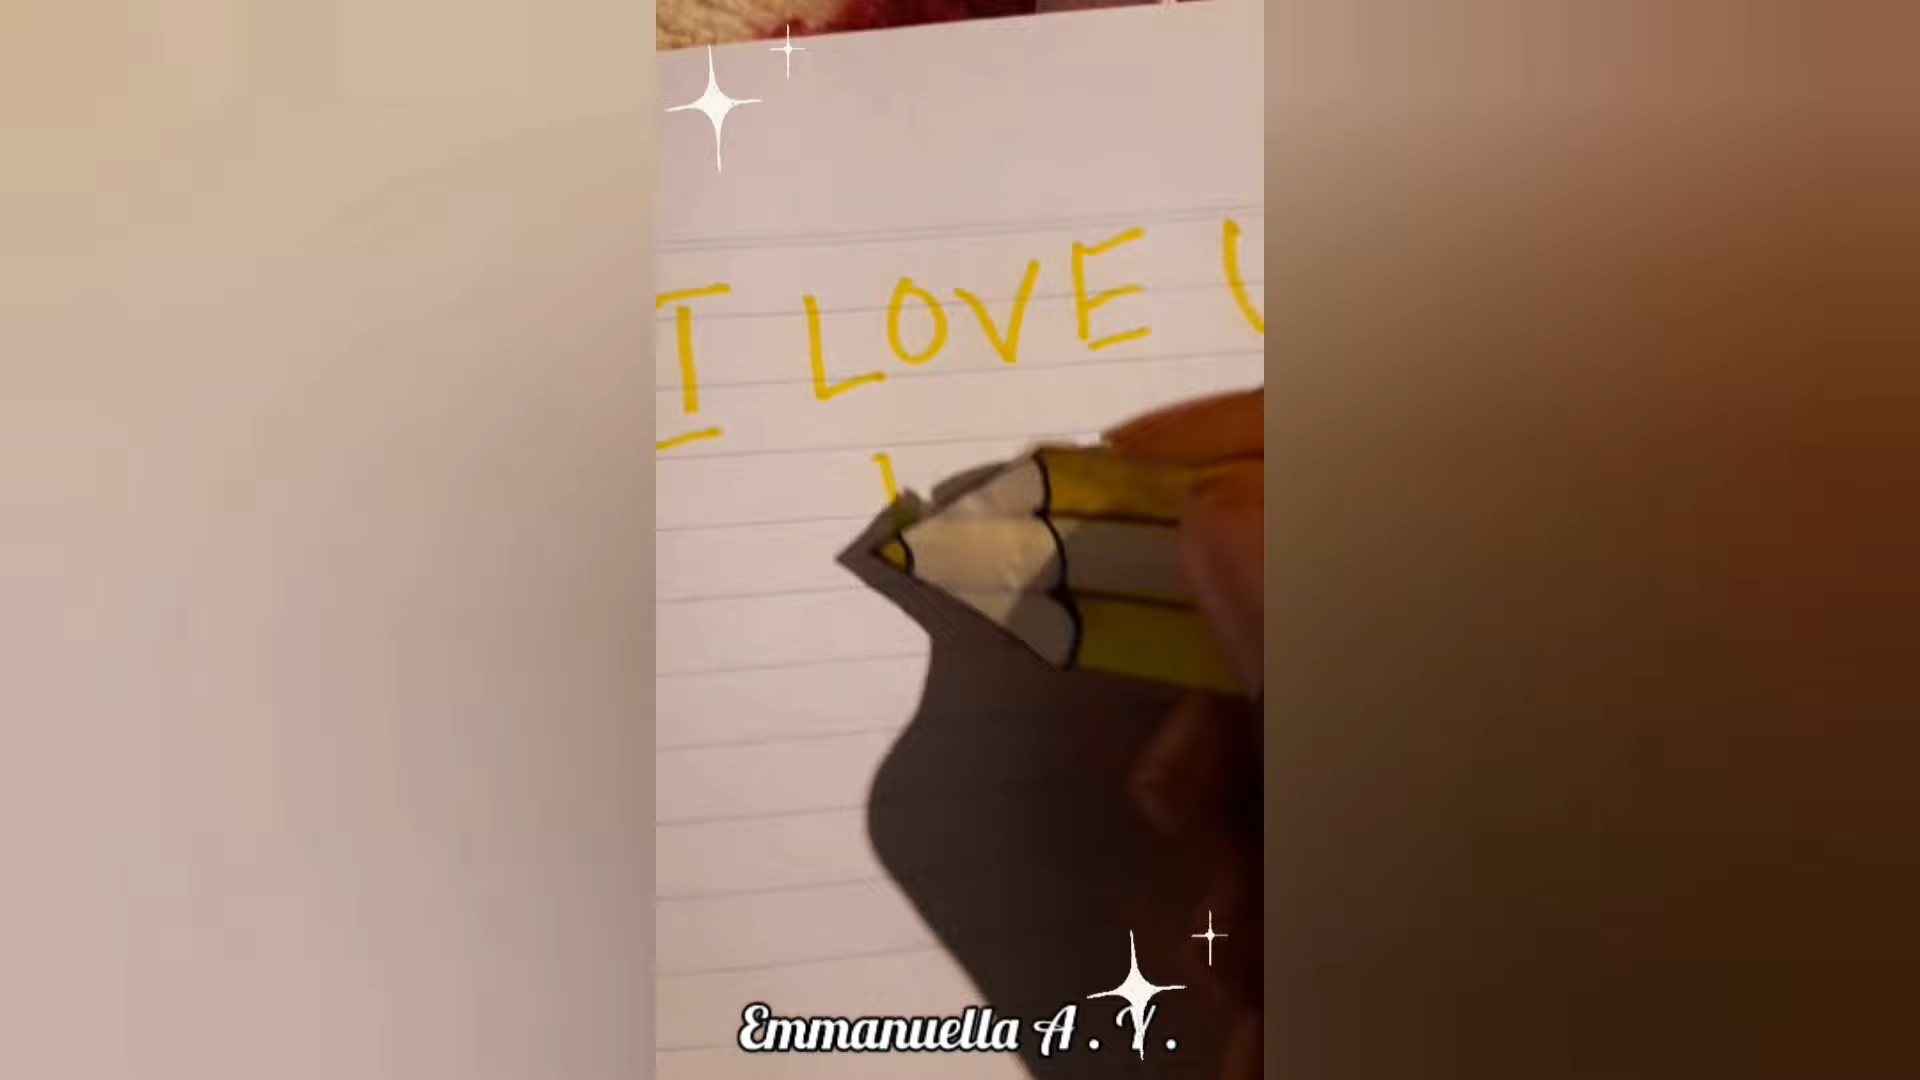 I LOVE U
Emmanuella A . Y .